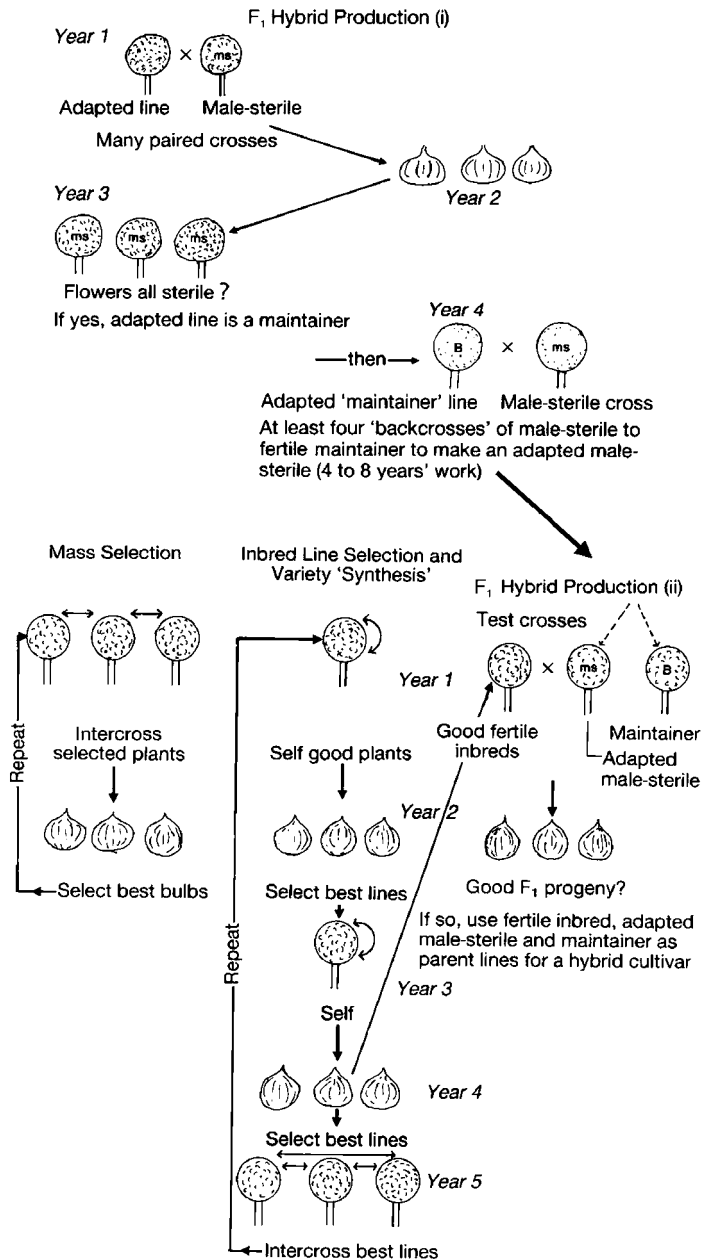 F₁ Hybrid Production (i)
Year 1
×
ms
Adapted line
Male-sterile
Many paired crosses
Year 2
Year 3
ms
ms
ms
Flowers all sterile ?
If yes, adapted line is a maintainer
then
Year 4
B
×
ms
Adapted 'maintainer' line
Male-sterile cross
At least four 'backcrosses' of male-sterile to
fertile maintainer to make an adapted male-
sterile (4 to 8 years' work)
Mass Selection
Repeat
Intercross
selected plants
Select best bulbs
Inbred Line Selection and
Variety 'Synthesis'
Repeat
Year 1
Self good plants
Year 2
Select best lines
Year 3
Self
Year 4
Select best lines
Year 5
Intercross best lines
F₁ Hybrid Production (ii)
Test crosses
×
ms
B
Good fertile
inbreds
Maintainer
Adapted
male-sterile
Good F₁ progeny?
If so, use fertile inbred, adapted
male-sterile and maintainer as
parent lines for a hybrid cultivar